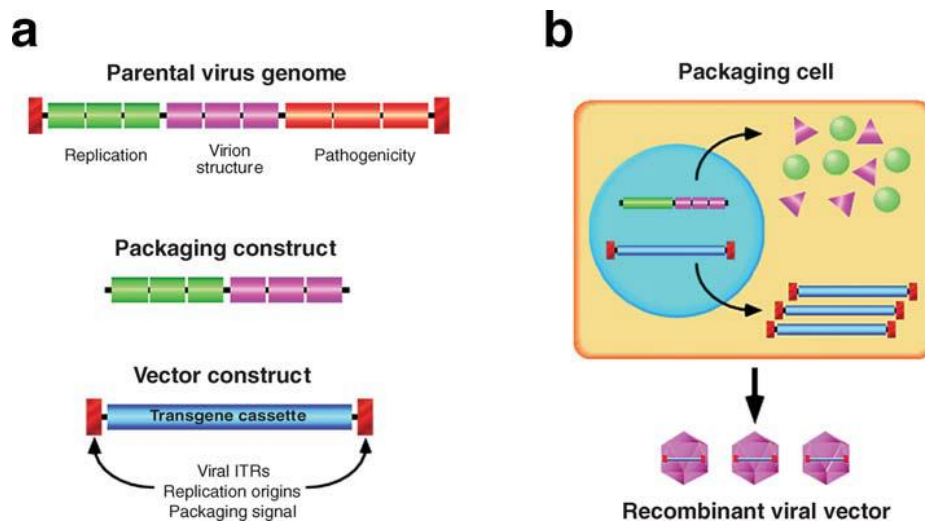 a
Parental virus genome
Replication
Virion
structure
Pathogenicity
Packaging construct
Vector construct
Transgene cassette
Viral ITRs
Replication origins
Packaging signal
b
Packaging cell
Recombinant viral vector